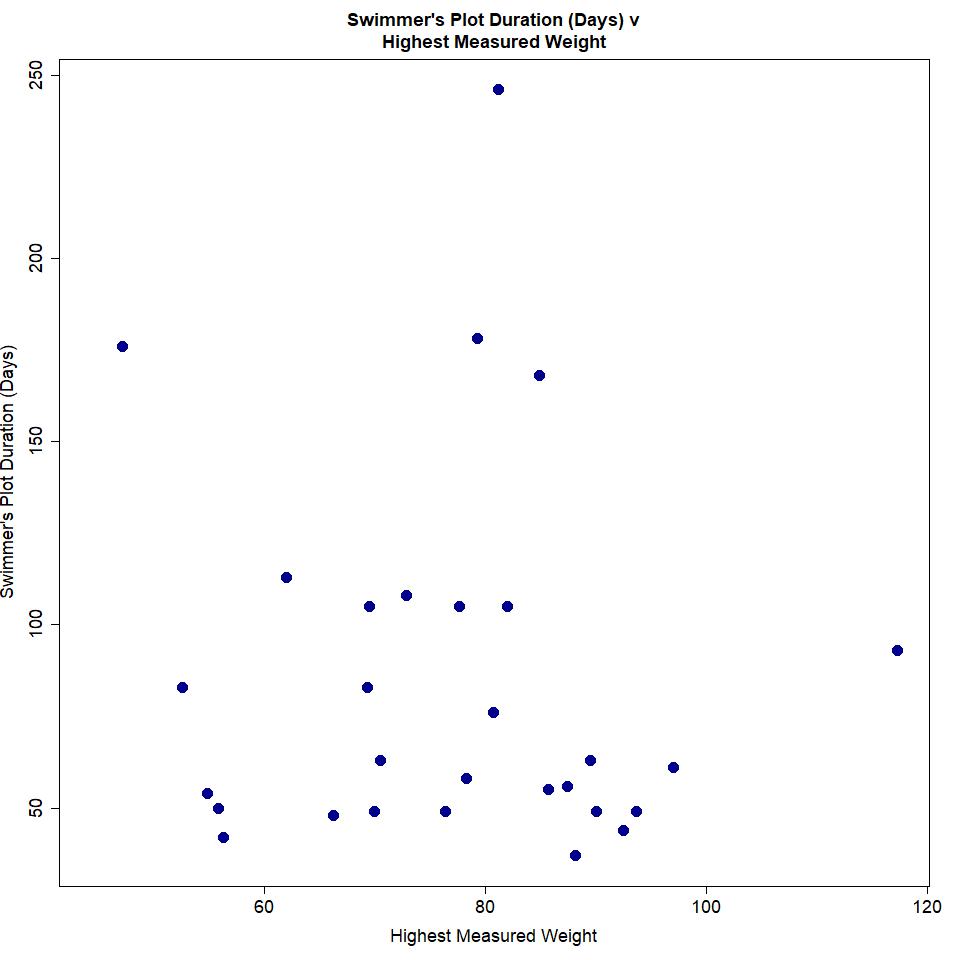 Swimmer's Plot Duration (Days) v
Highest Measured Weight
250
200
150
100
50
Swimmer's Plot Duration (Days)
60
80
100
120
Highest Measured Weight